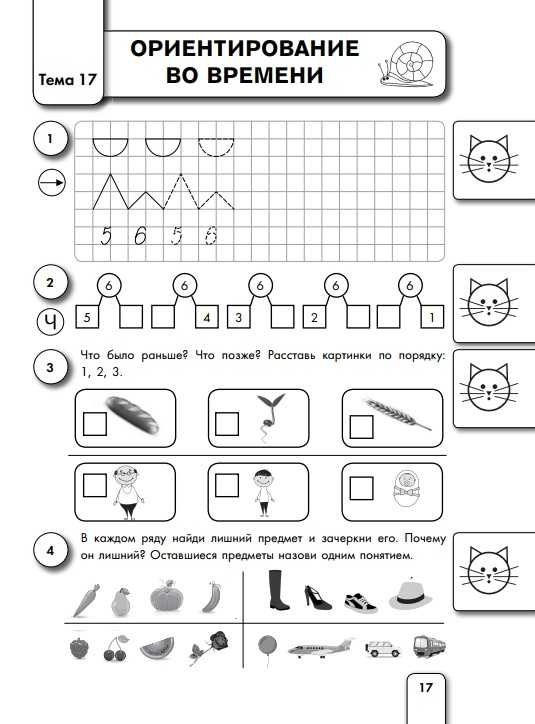 ОРИЕНТИРОВАНИЕ
ВО ВРЕМЕНИ
Тема 17
1
5 6 5 6
2
6 6 6 6 6
Ч
5 4 3 2 1
3
Что было раньше? Что позже? Расставь картинки по порядку:
1, 2, 3.
4
В каждом ряду найди лишний предмет и зачеркни его. Почему
он лишний? Оставшиеся предметы назови одним понятием.
17